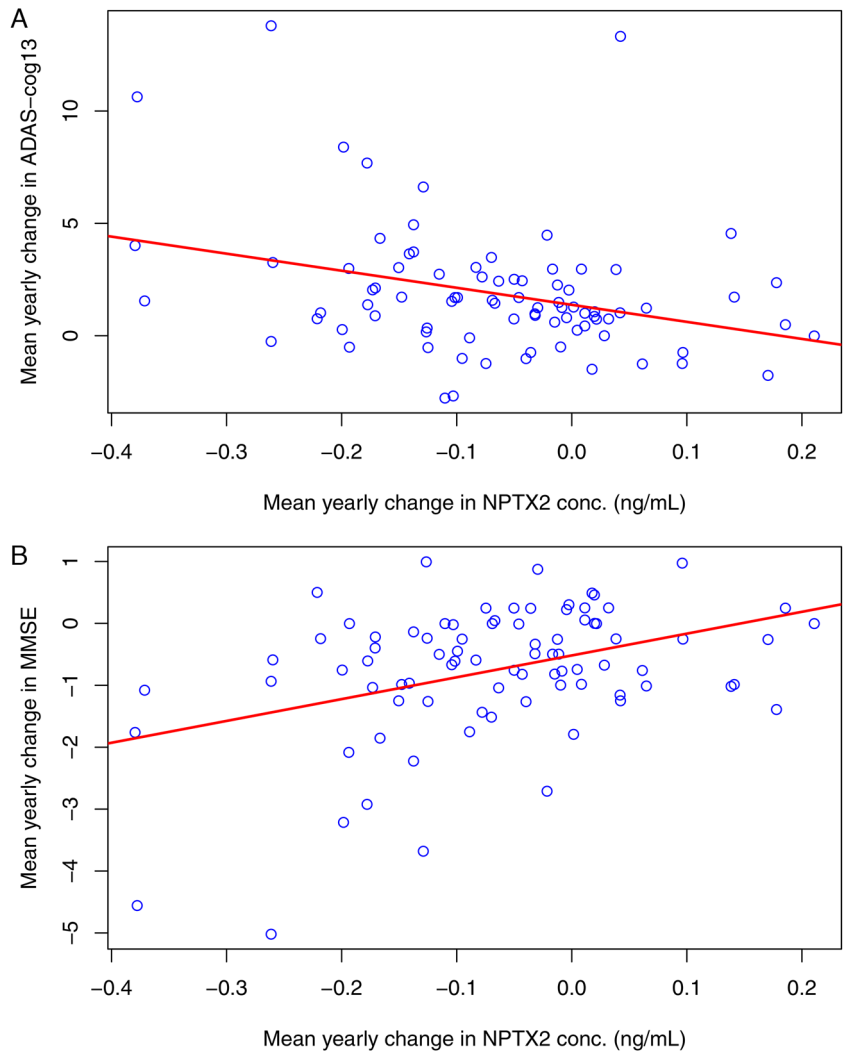 A
Mean yearly change in ADAS−cog13
10
5
0
−0.4 −0.3 −0.2 −0.1 0.0 0.1 0.2
Mean yearly change in NPTX2 conc. (ng/mL)
B
Mean yearly change in MMSE
1
0
−1
−2
−3
−4
−5
−0.4 −0.3 −0.2 −0.1 0.0 0.1 0.2
Mean yearly change in NPTX2 conc. (ng/mL)